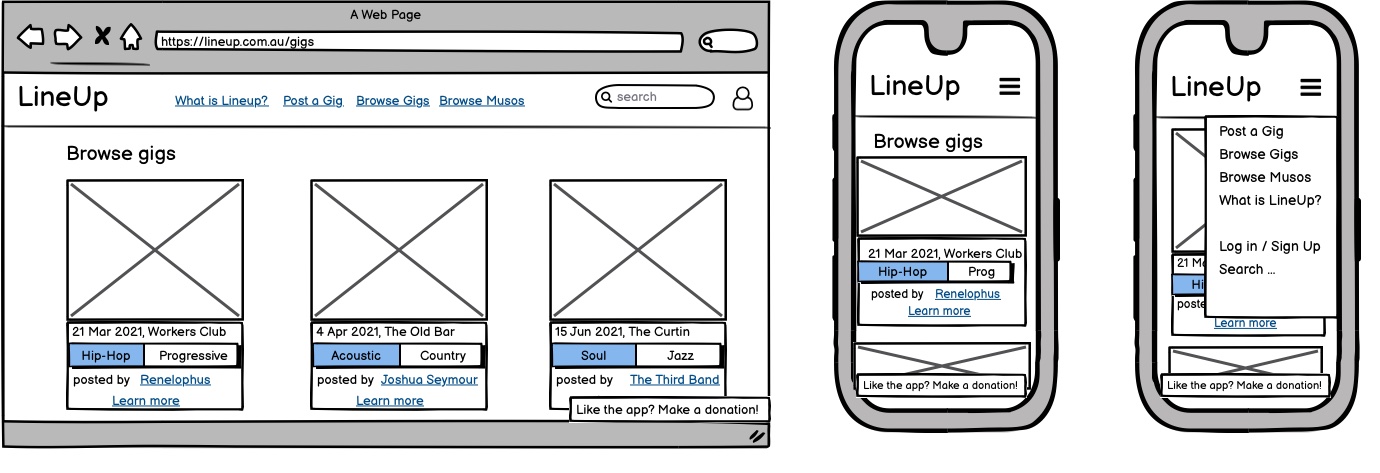 A Web Page
https://lineup.com.au/gigs
LineUp
What is Lineup? Post a Gig Browse Gigs Browse Musos
search
Browse gigs
21 Mar 2021, Workers Club
Hip-Hop Progressive
posted by Renelophus
Learn more
4 Apr 2021, The Old Bar
Acoustic Country
posted by Joshua Seymour
Learn more
15 Jun 2021, The Curtin
Soul Jazz
posted by The Third Band
Like the app? Make a donation!
LineUp
Browse gigs
21 Mar 2021, Workers Club
Hip-Hop Prog
posted by Renelophus
Learn more
Like the app? Make a donation!
LineUp
Post a Gig
Browse Gigs
Browse Musos
What is LineUp?
Log in / Sign Up
Search ...
21 Ma
Hi
poste
Learn more
Like the app? Make a donation!